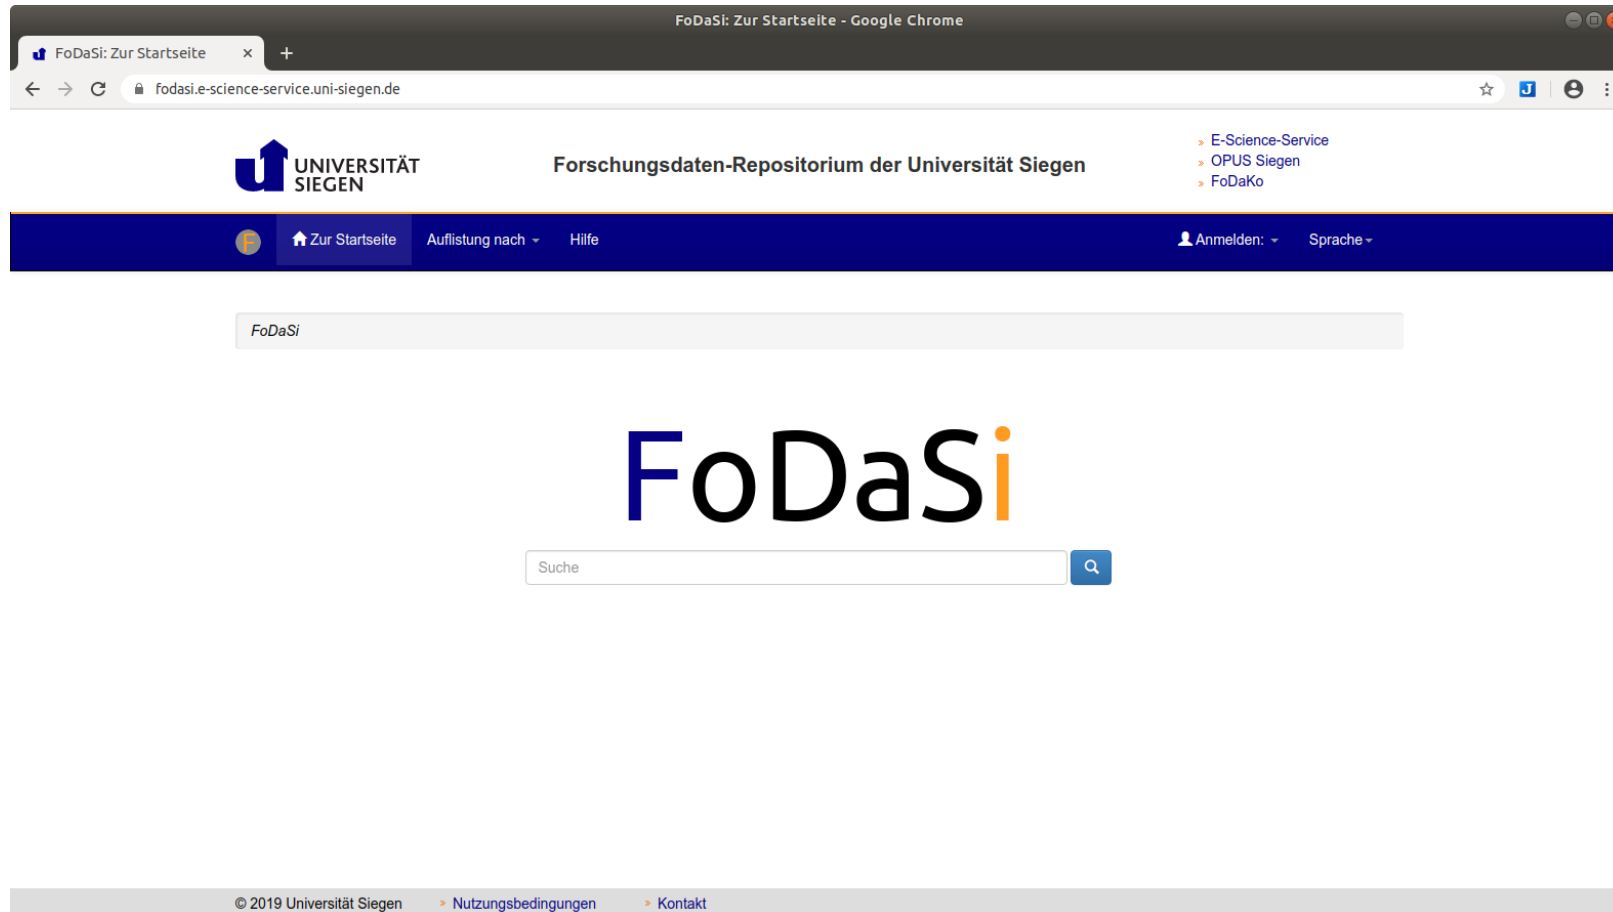 FoDaSi: Zur Startseite - Google Chrome
FoDaSi: Zur Startseite
fodasi.e-science-service.uni-siegen.de
J
UNIVERSITÄT
SIEGEN
Forschungsdaten-Repositorium der Universität Siegen
» E-Science-Service
» OPUS Siegen
» FoDaKo
F Zur Startseite Auflistung nach Hilfe Anmelden: Sprache
FoDaSi
FoDaSi
Suche
© 2019 Universität Siegen » Nutzungsbedingungen » Kontakt